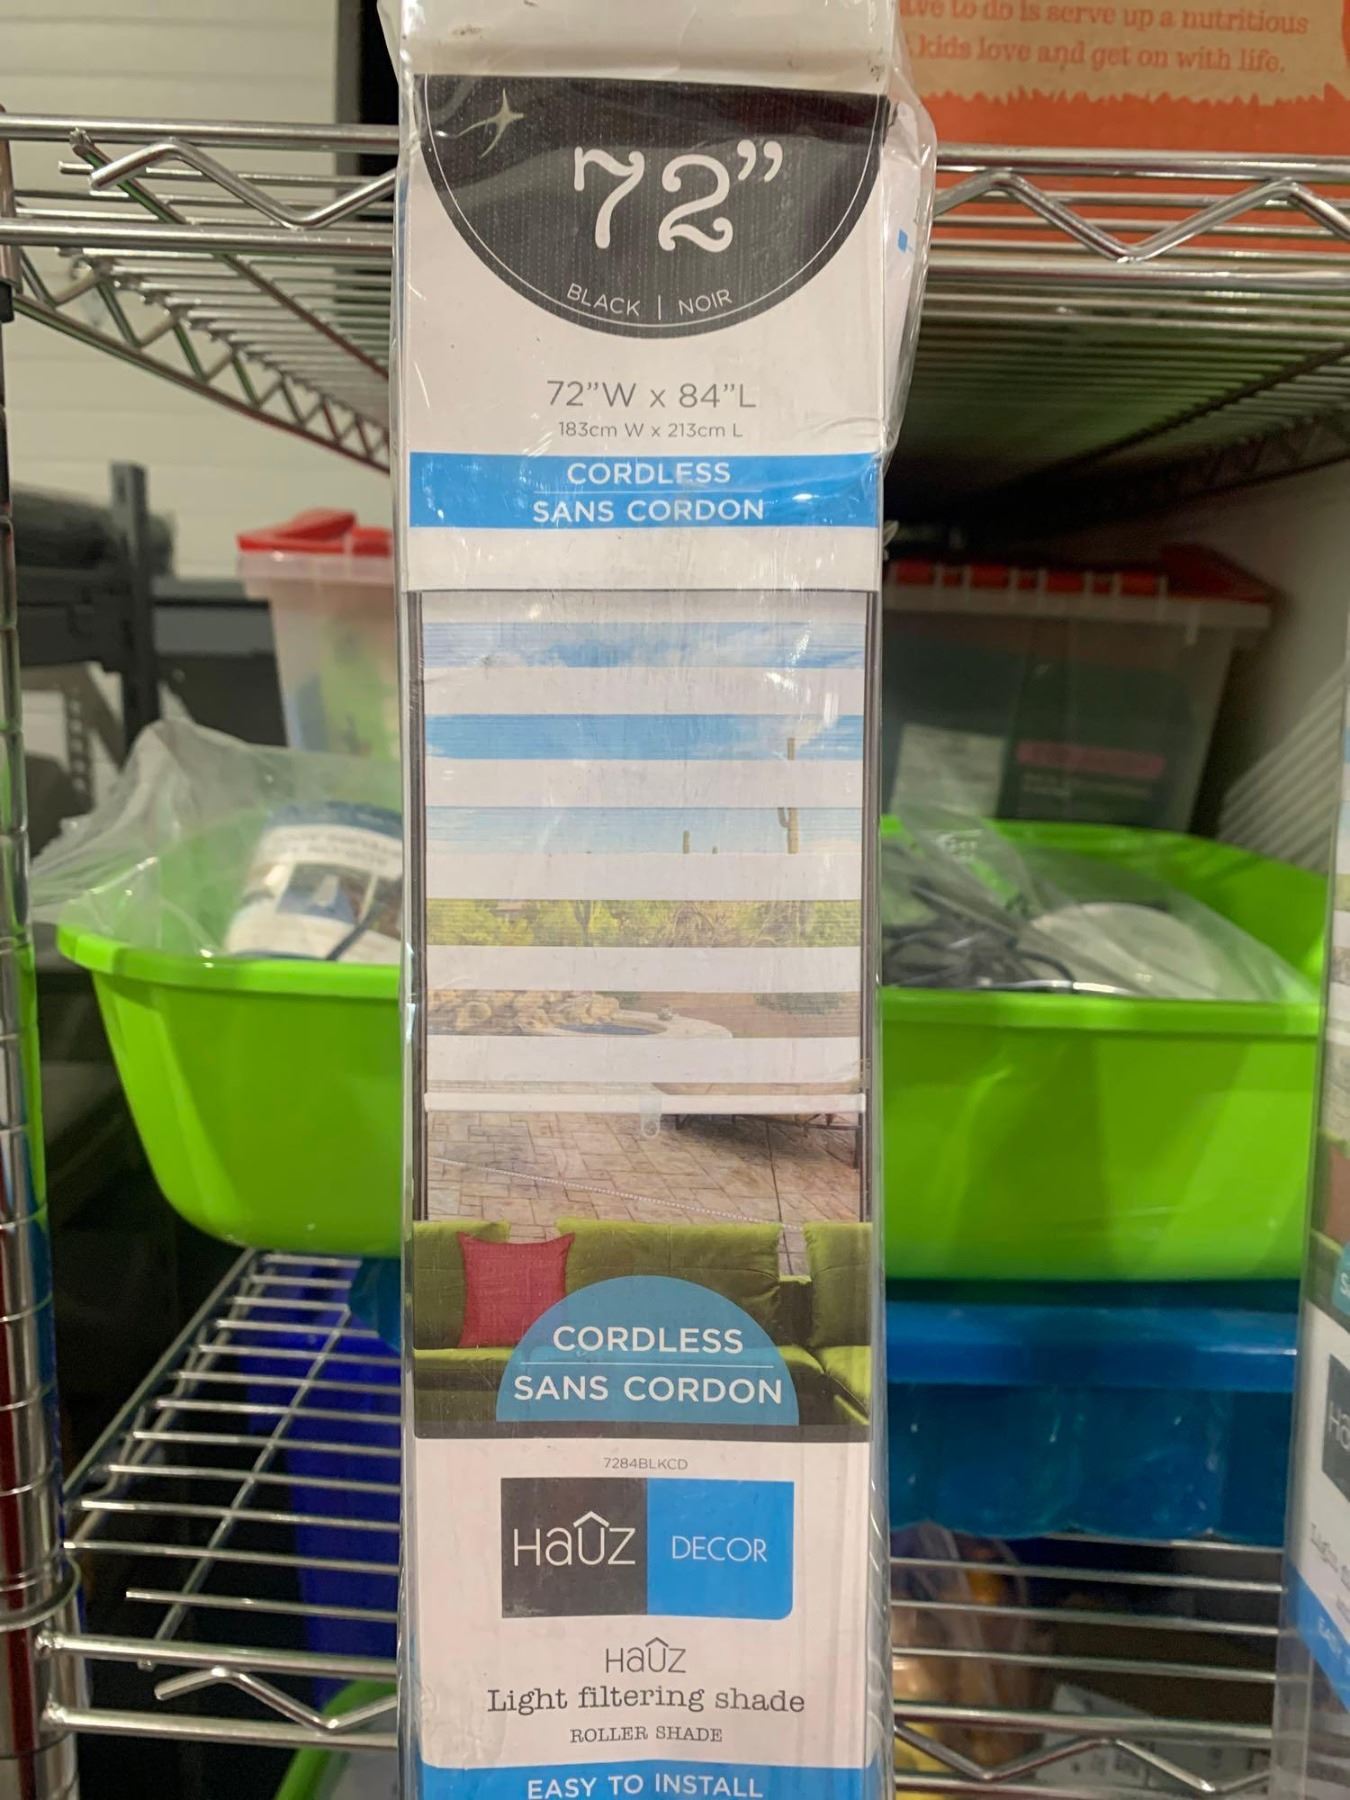 ve to do is serve up a nutritious
kids love and get on with life.
72”
BLACK | NOIR
72”W x 84”L
183cm W x 213cm L
CORDLESS
SANS CORDON
CORDLESS
SANS CORDON
7284BLKCD
HaûZ DECOR
HaûZ
Light filtering shade
ROLLER SHADE
EASY TO INSTALL